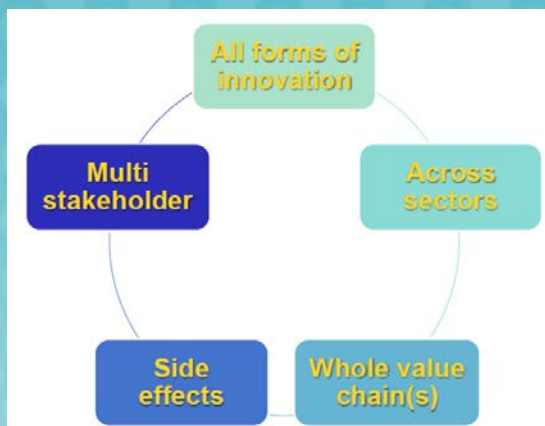 All forms of
innovation
Across
sectors
Whole value
chain(s)
Side
effects
Multi
stakeholder